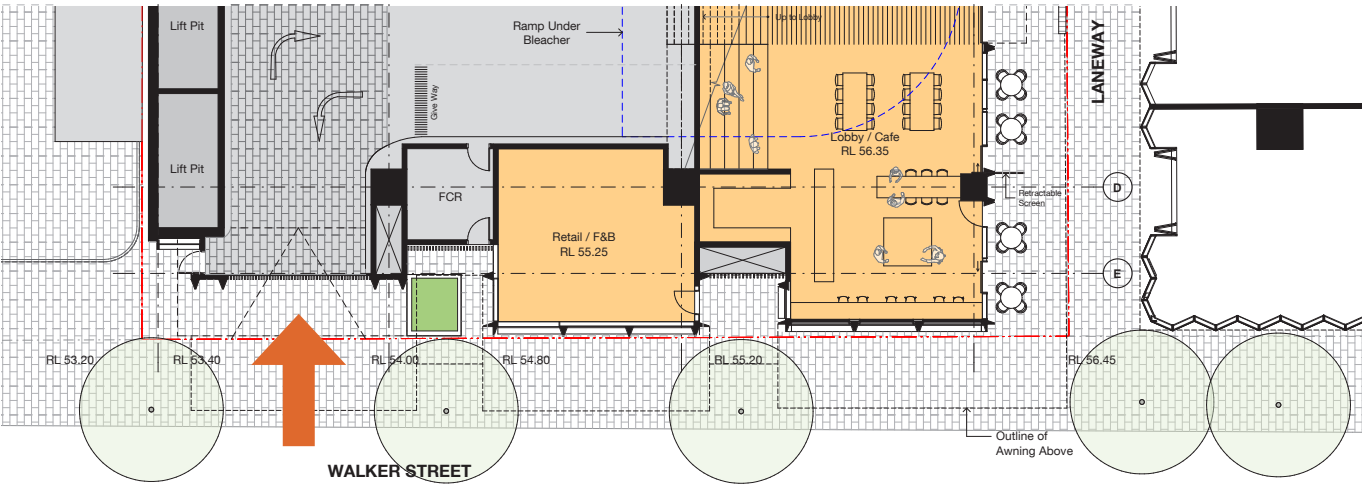 Lift Pit
Ramp Under
Bleacher
Up to Lobby
LANEWAY
Give Way
Lobby / Cafe
RL 56.35
Lift Pit
FCR
D
Retractable
Screen
Retail / F&B
RL 55.25
E
RL 53.20
RL 53.40
RL 54.00
RL 54.80
RL 55.20
RL 56.45
Outline of
Awning Above
WALKER STREET